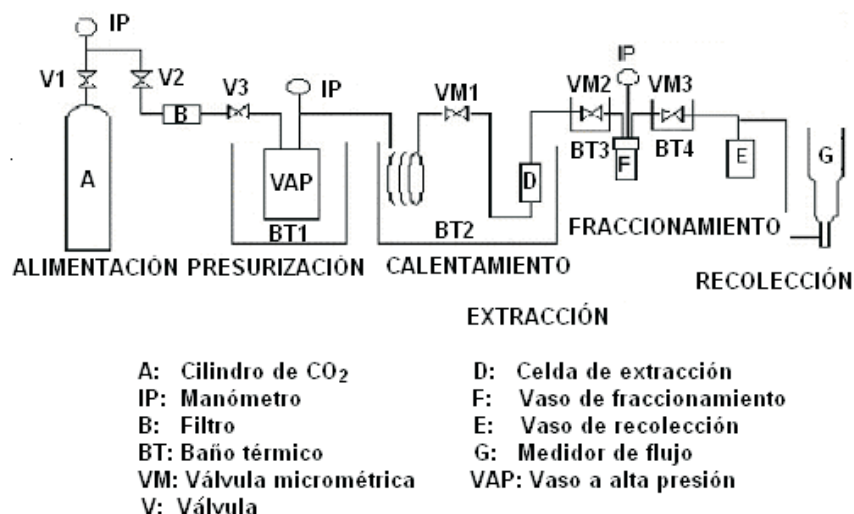 IP
V1
V2
V3
IP
VM1
IP
VM2
VM3
B
A
VAP
D
BT3
F
BT4
E
G
BT1
BT2
FRACCIONAMIENTO
ALIMENTACIÓN PRESURIZACIÓN CALENTAMIENTO
RECOLECCIÓN
EXTRACCIÓN
A: Cilindro de CO₂
IP: Manómetro
B: Filtro
BT: Baño térmico
VM: Válvula micrométrica
V: Válvula
D: Celda de extracción
F: Vaso de fraccionamiento
E: Vaso de recolección
G: Medidor de flujo
VAP: Vaso a alta presión